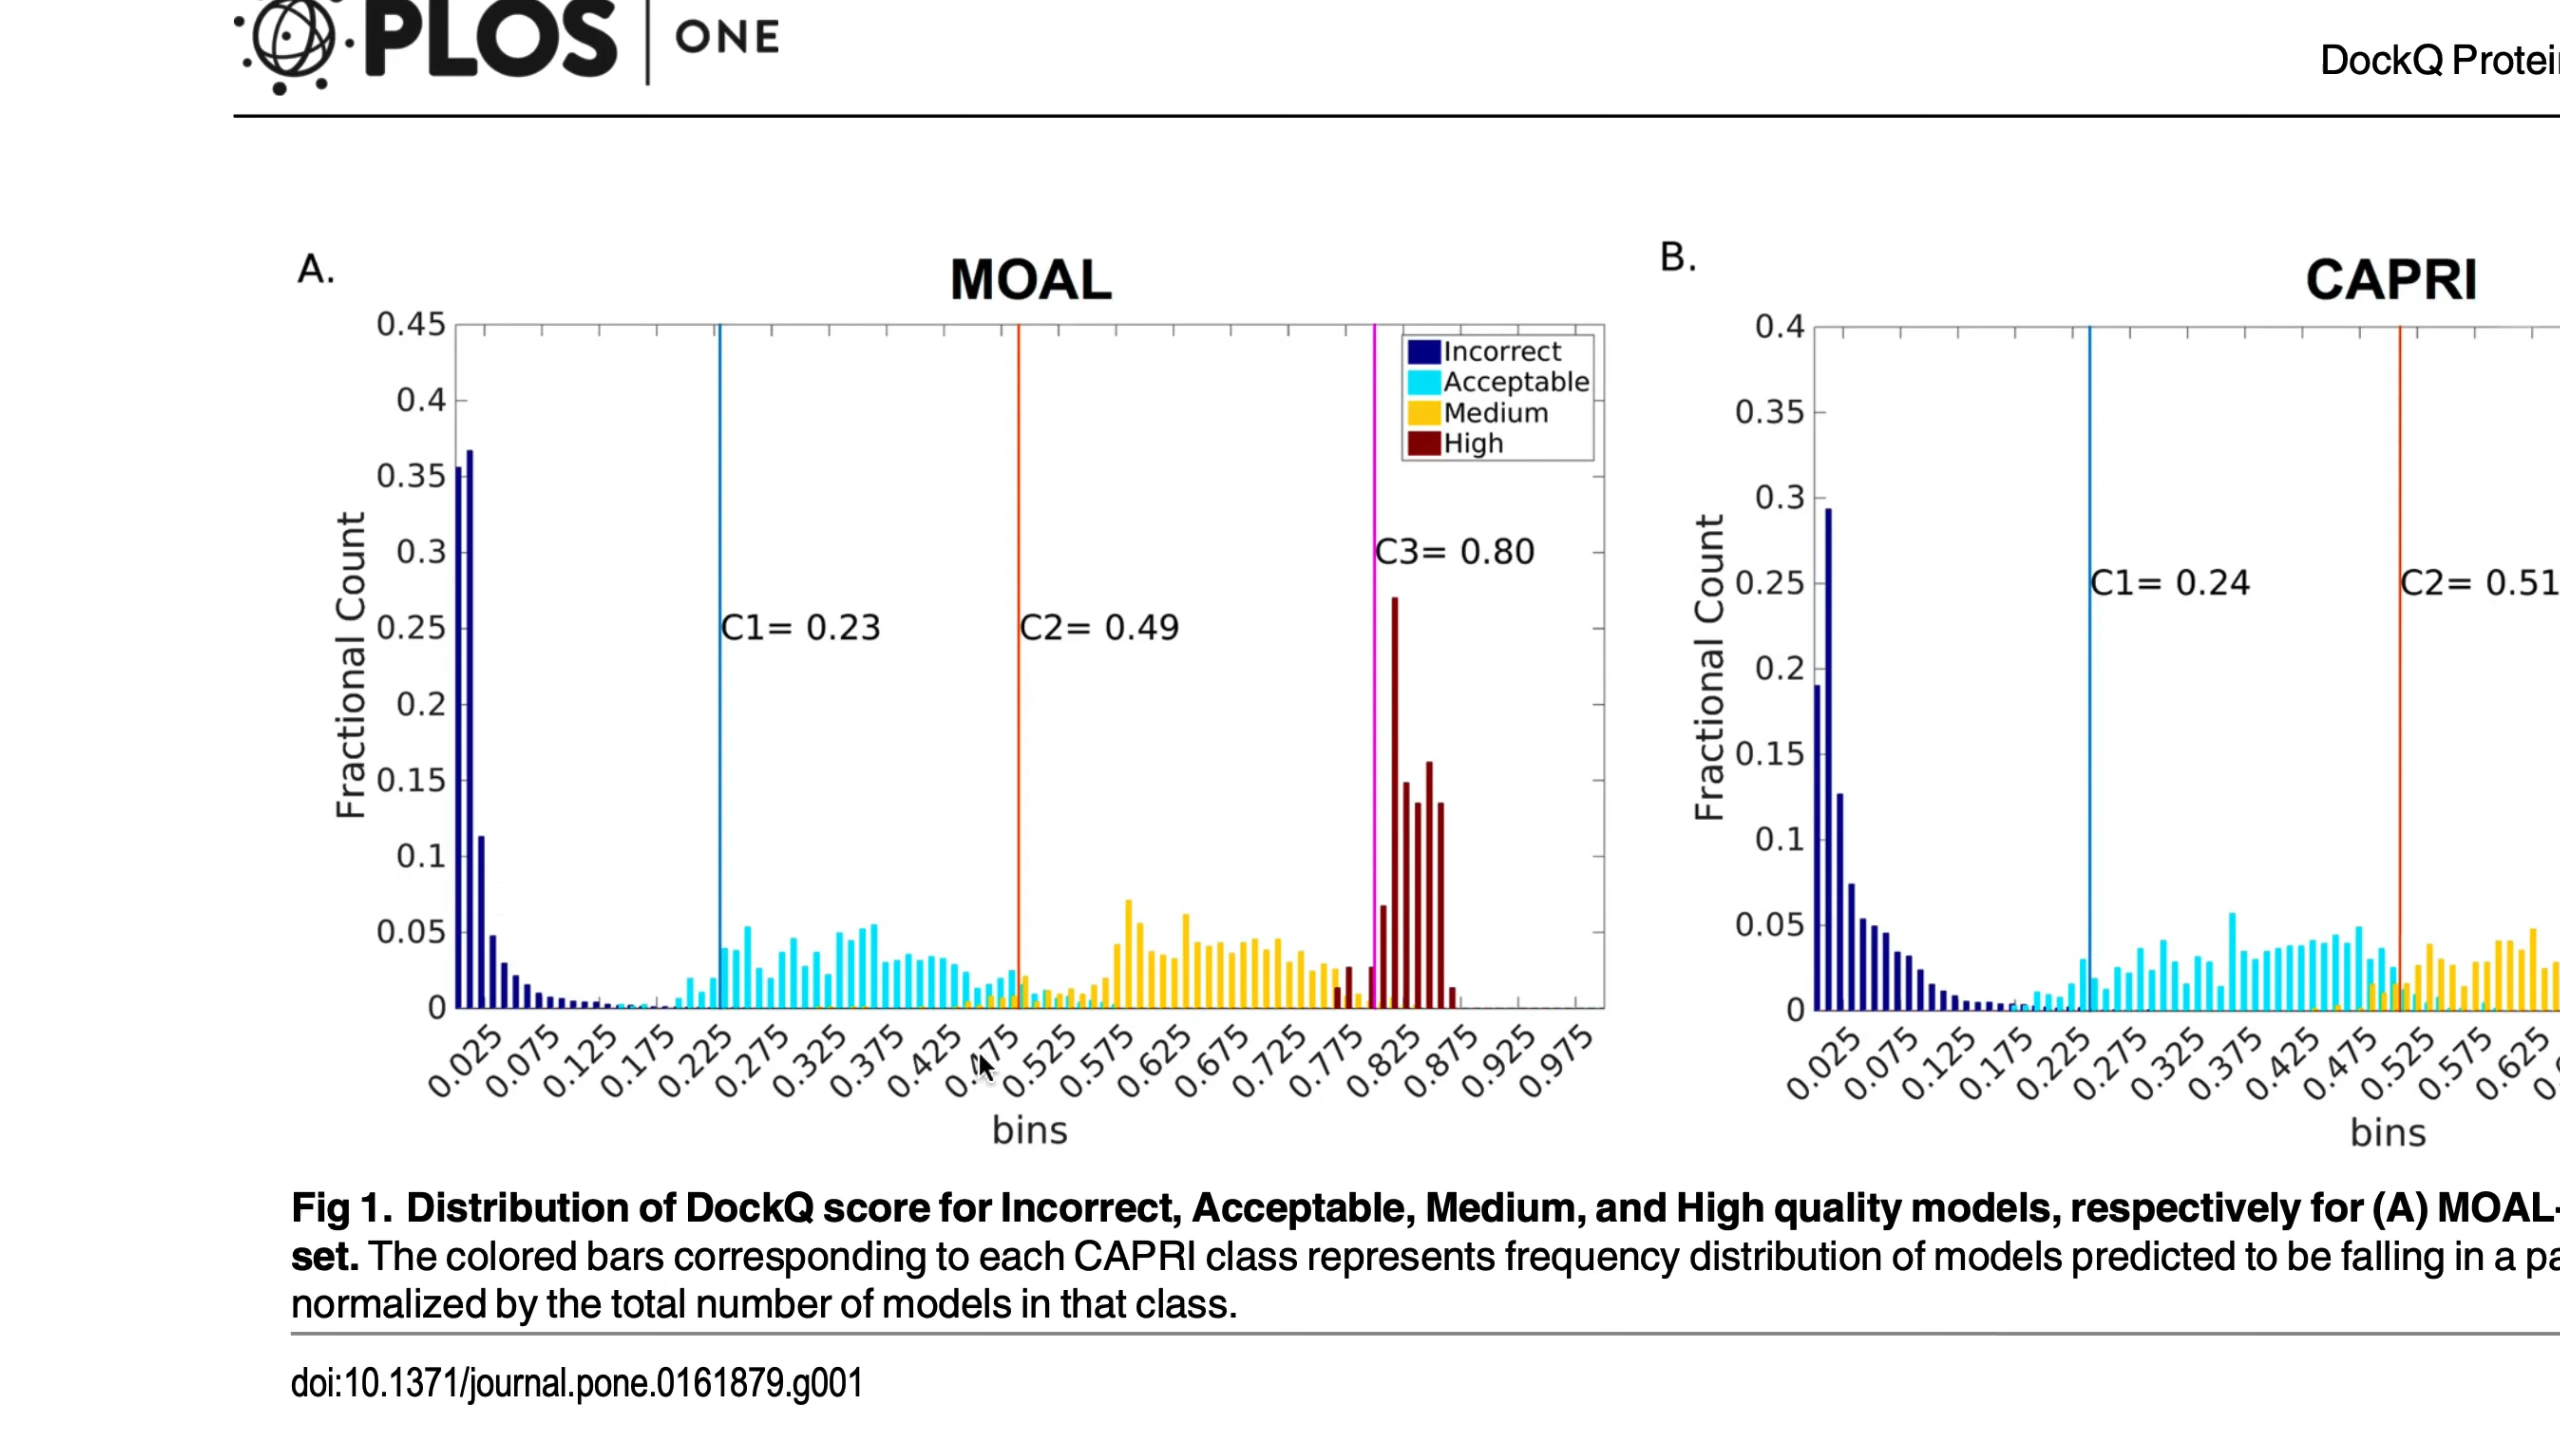 PLOS ONE
DockQ Protei
A.
MOAL
0.45
0.4
0.35
0.3
0.25
0.2
0.15
0.1
0.05
0
Fractional Count
Incorrect
Acceptable
Medium
High
C1= 0.23
C2= 0.49
C3= 0.80
0.025 0.075 0.125 0.175 0.225 0.275 0.325 0.375 0.425 0.475 0.525 0.575 0.625 0.675 0.725 0.775 0.825 0.875 0.925 0.975
bins
B.
CAPRI
0.4
0.35
0.3
0.25
0.2
0.15
0.1
0.05
0
Fractional Count
C1= 0.24
C2= 0.51
0.025 0.075 0.125 0.175 0.225 0.275 0.325 0.375 0.425 0.475 0.525 0.575 0.625
bins
Fig 1. Distribution of DockQ score for Incorrect, Acceptable, Medium, and High quality models, respectively for (A) MOAL-
set. The colored bars corresponding to each CAPRI class represents frequency distribution of models predicted to be falling in a pa
normalized by the total number of models in that class.
doi:10.1371/journal.pone.0161879.g001